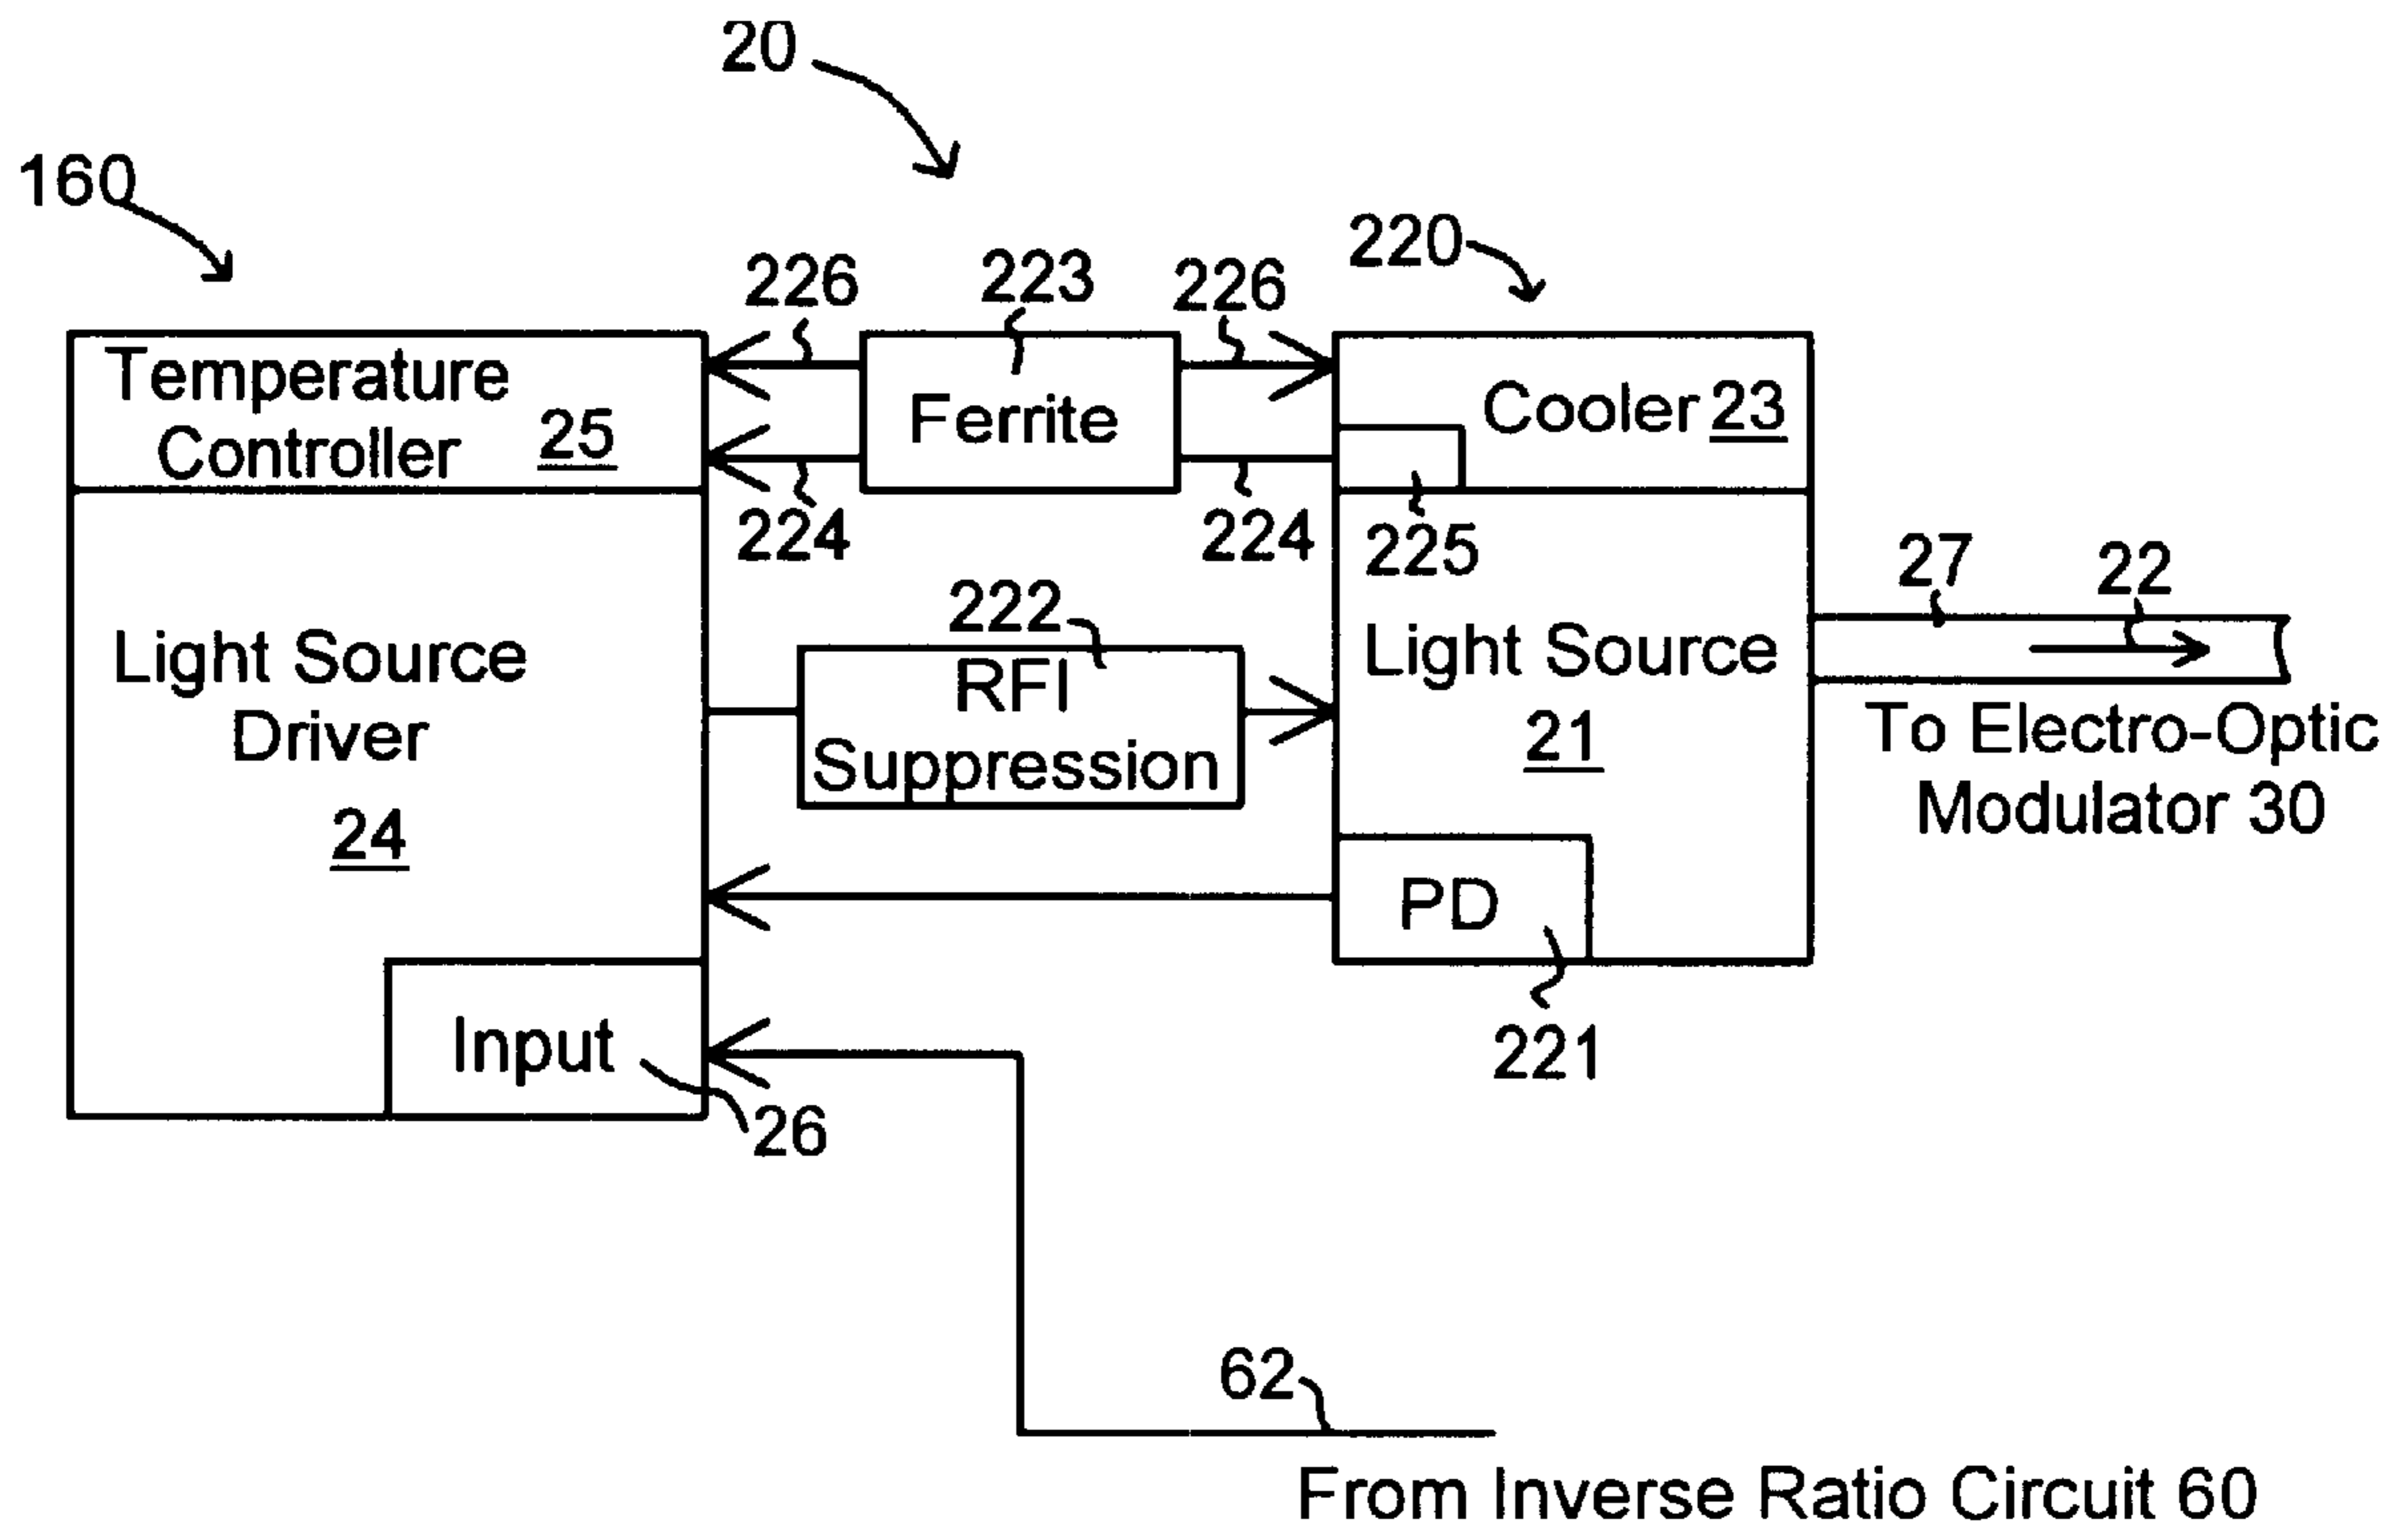 20
160
220
226
223
226
Temperature
Controller 25
Ferrite
Cooler 23
224
224
225
27
22
222
Light Source
Driver
24
RFI
Suppression
Light Source
21
To Electro-Optic
Modulator 30
PD
221
Input
26
62
From Inverse Ratio Circuit 60